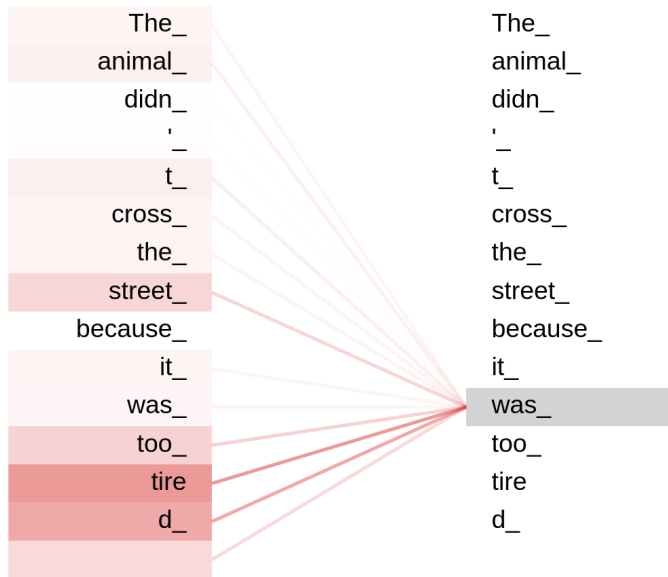 The_ The_
animal_ animal_
didn_ didn_
'_ '_
t_ t_
cross_ cross_
the_ the_
street_ street_
because_ because_
it_ it_
was_ was_
too_ too_
tire tire
d_ d_